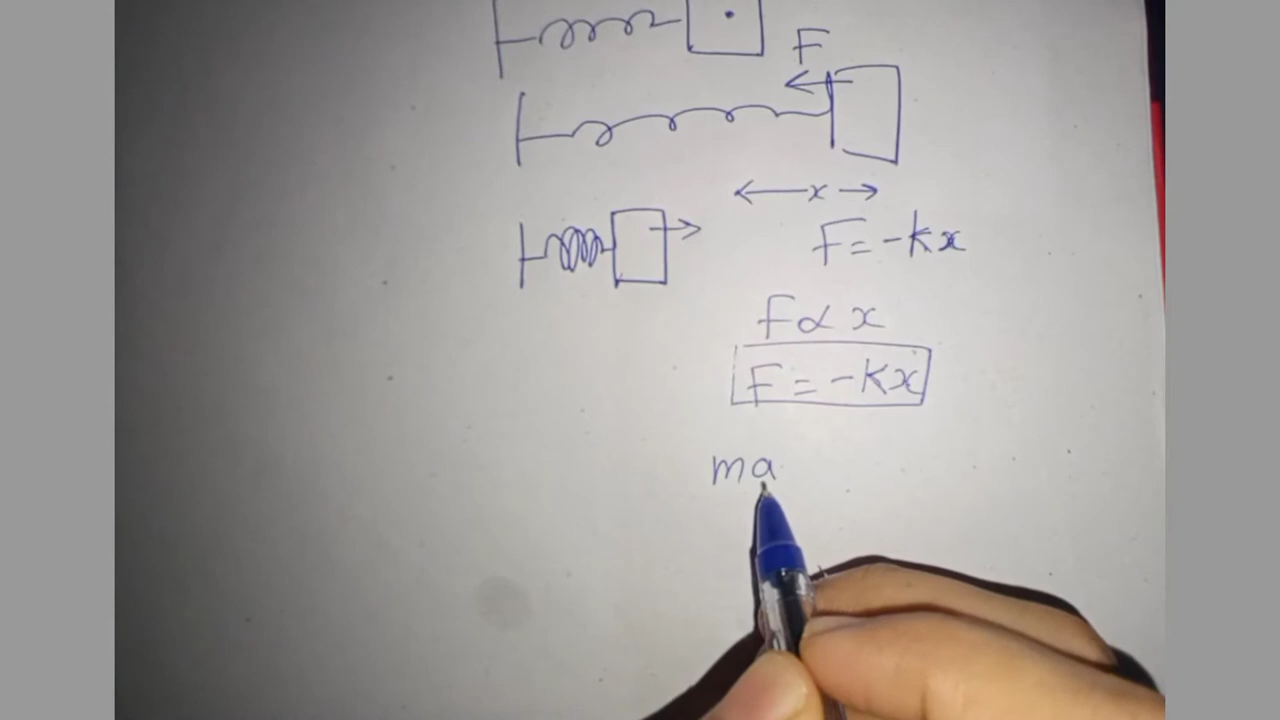 F
x
F = -kx
F ∝ x
F = -kx
ma